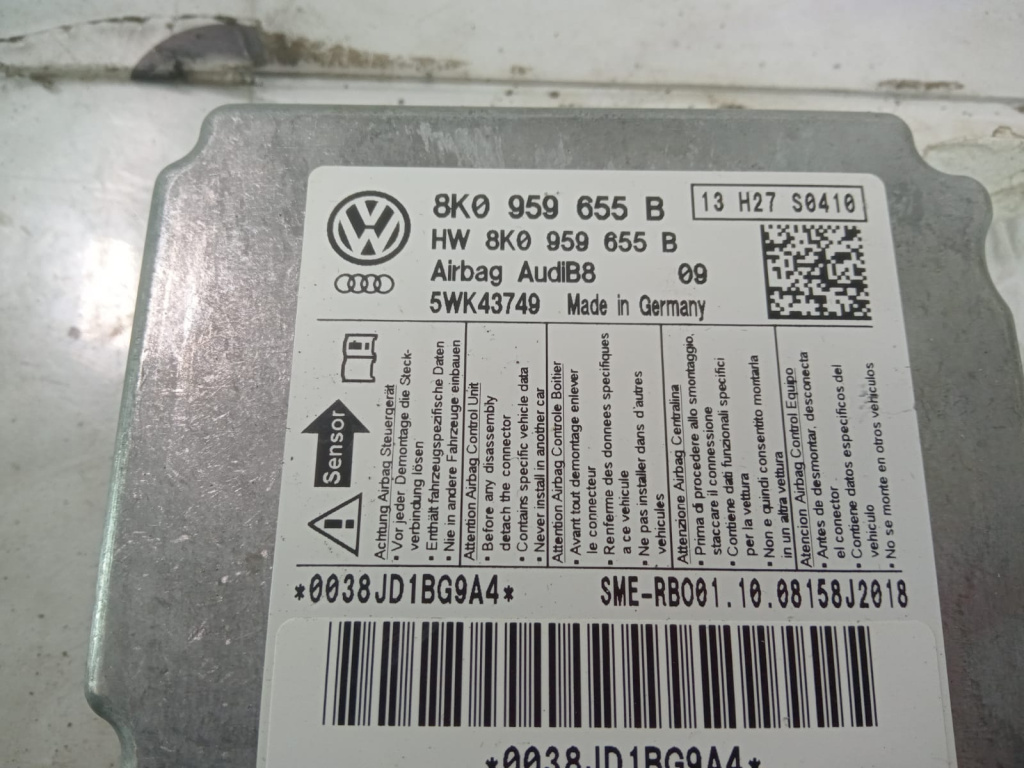 8K0 959 655 B
13 H27 S0410
HW 8K0 959 655 B
Airbag AudiB8 09
5WK43749 Made in Germany
Sensor
Achtung Airbag Steuergerät
• Vor jeder Demontage die Steck-
verbindung lösen
• Enthält fahrzeugspezifische Daten
• Nie in andere Fahrzeuge einbauen
Attention Airbag Control Unit
• Before any disassembly
detach the connector
• Contains specific vehicle data
• Never install in another car
Attention Airbag Controle Boitier
• Avant tout demontage enlever
le connecteur
• Renferme des donnees specifiques
a ce vehicule
• Ne pas installer dans d'autres
vehicules
Attenzione Airbag Centralina
• Prima di procedere allo smontaggio,
staccare il connessione
• Contiene dati funzionali specifici
per la vettura
• Non e quindi consentito montarla
in un altra vettura
Atencion Airbag Control Equipo
• Antes de desmontar, desconecta
el conector
• Contiene datos especificos del
vehiculo
• No se monte en otros vehiculos
*0038JD1BG9A4* SME-RBO01.10.08158J2018
*0038JD1BG9A4*